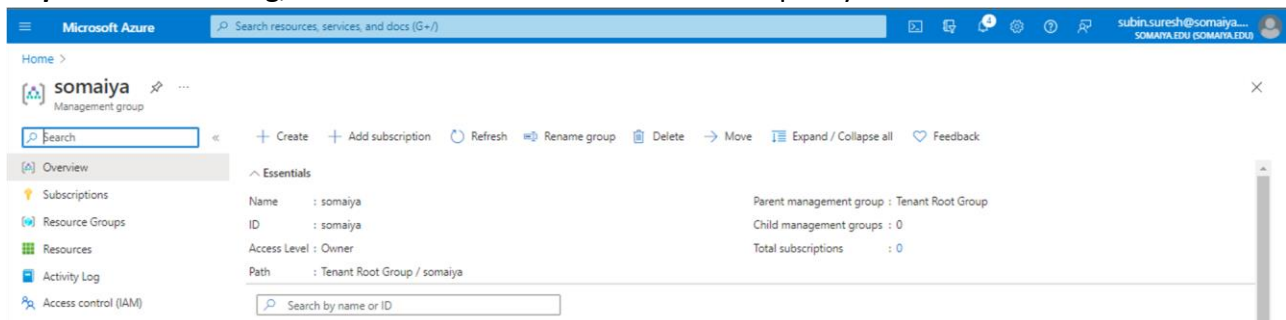 Microsoft Azure
Search resources, services, and docs (G+/)
4
subin.suresh@somaiya....
SOMAIYA.EDU (SOMAIYA.EDU)
Home >
somaiya
Management group
Search
«
+ Create
+ Add subscription
Refresh
Rename group
Delete
Move
Expand / Collapse all
Feedback
Overview
Subscriptions
Resource Groups
Resources
Activity Log
Access control (IAM)
Essentials
Name : somaiya
ID : somaiya
Access Level : Owner
Path : Tenant Root Group / somaiya
Parent management group : Tenant Root Group
Child management groups : 0
Total subscriptions : 0
Search by name or ID